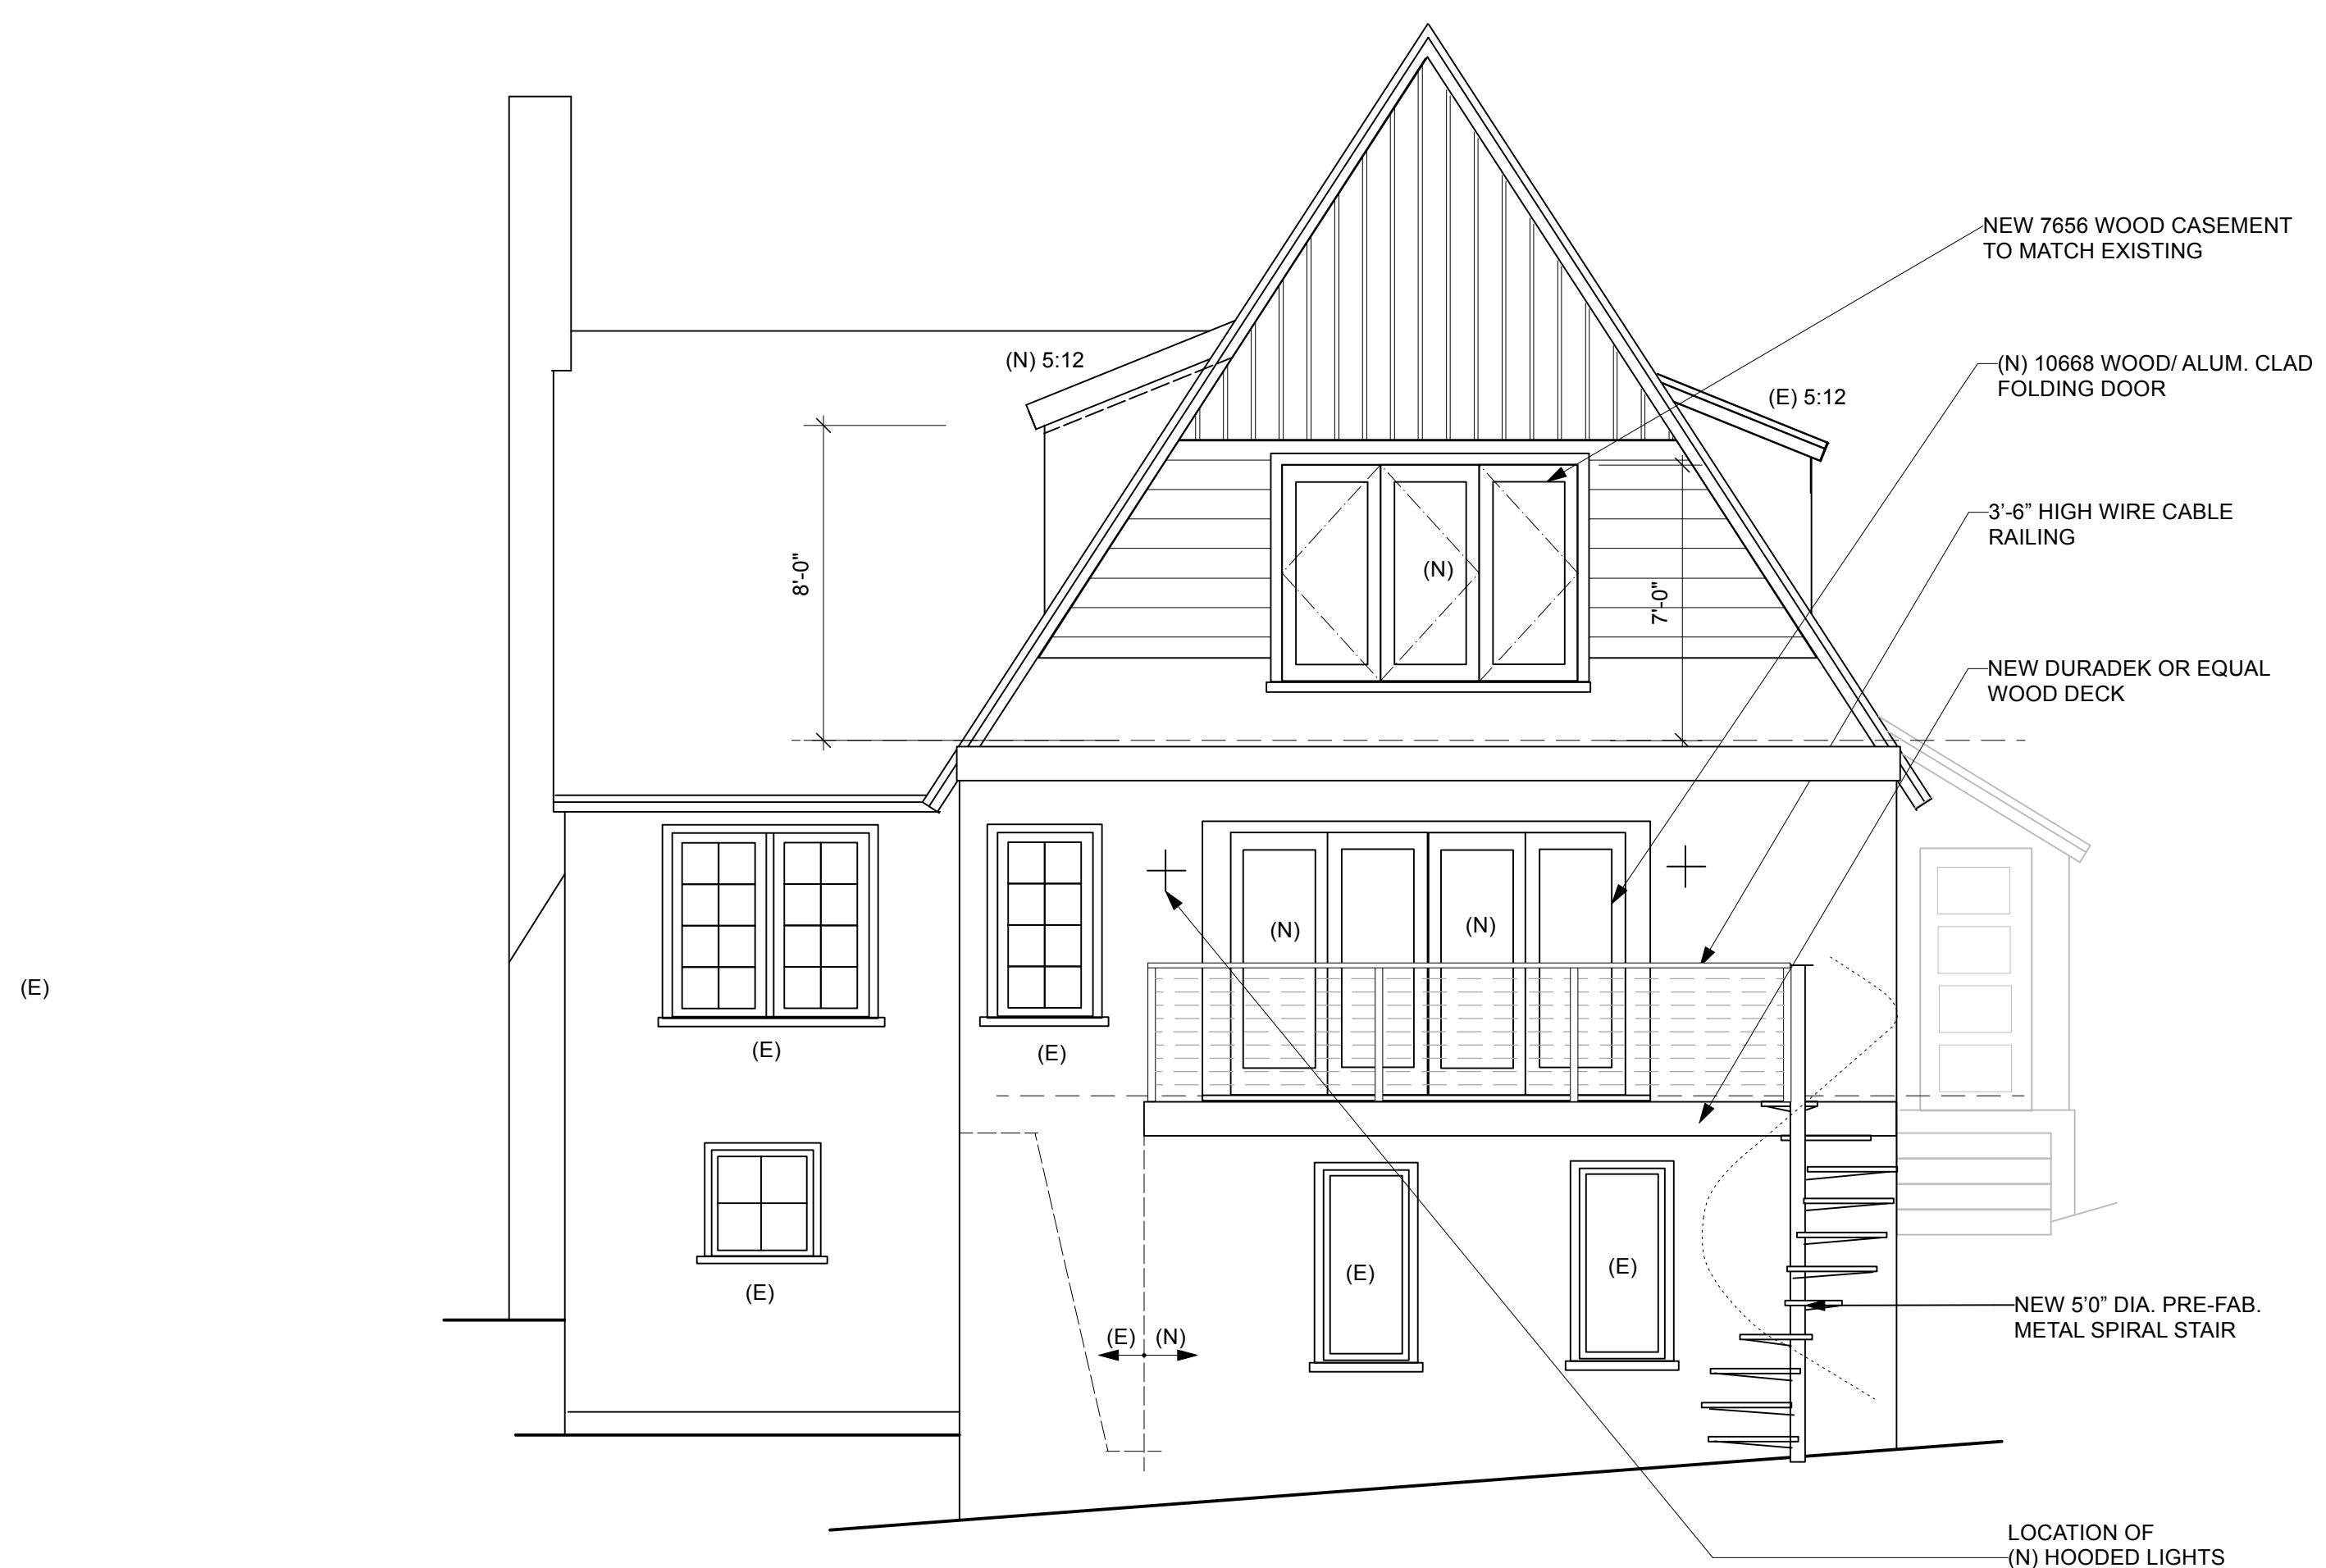 NEW 7656 WOOD CASEMENT
TO MATCH EXISTING
(N) 5:12
(E) 5:12
(N) 10668 WOOD/ ALUM. CLAD
FOLDING DOOR
3’-6” HIGH WIRE CABLE
RAILING
8'-0"
(N)
7'-0"
NEW DURADEK OR EQUAL
WOOD DECK
(N)
(N)
(E)
(E)
(E)
(E)
(E)
(E)
(E)
(N)
NEW 5’0” DIA. PRE-FAB.
METAL SPIRAL STAIR
LOCATION OF
(N) HOODED LIGHTS